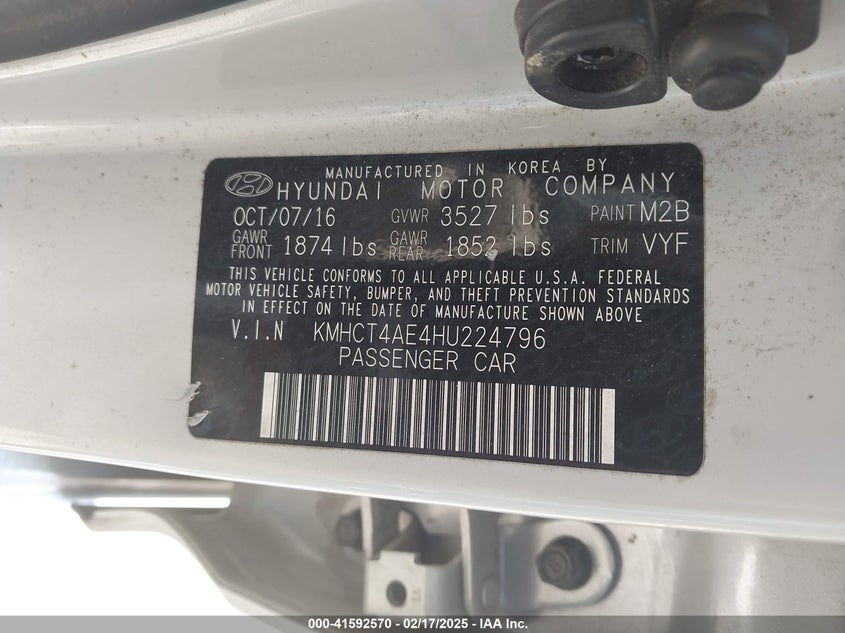 MANUFACTURED IN KOREA BY
HYUNDAI MOTOR COMPANY
OCT/07/16 GVWR 3527 lbs PAINT M2B
GAWR FRONT 1874 lbs GAWR REAR 1852 lbs TRIM VYF
THIS VEHICLE CONFORMS TO ALL APPLICABLE U.S.A. FEDERAL
MOTOR VEHICLE SAFETY, BUMPER, AND THEFT PREVENTION STANDARDS
IN EFFECT ON THE DATE OF MANUFACTURE SHOWN ABOVE
V.I.N KMHCT4AE4HU224796
PASSENGER CAR
000-41592570 - 02/17/2025 - IAA Inc.